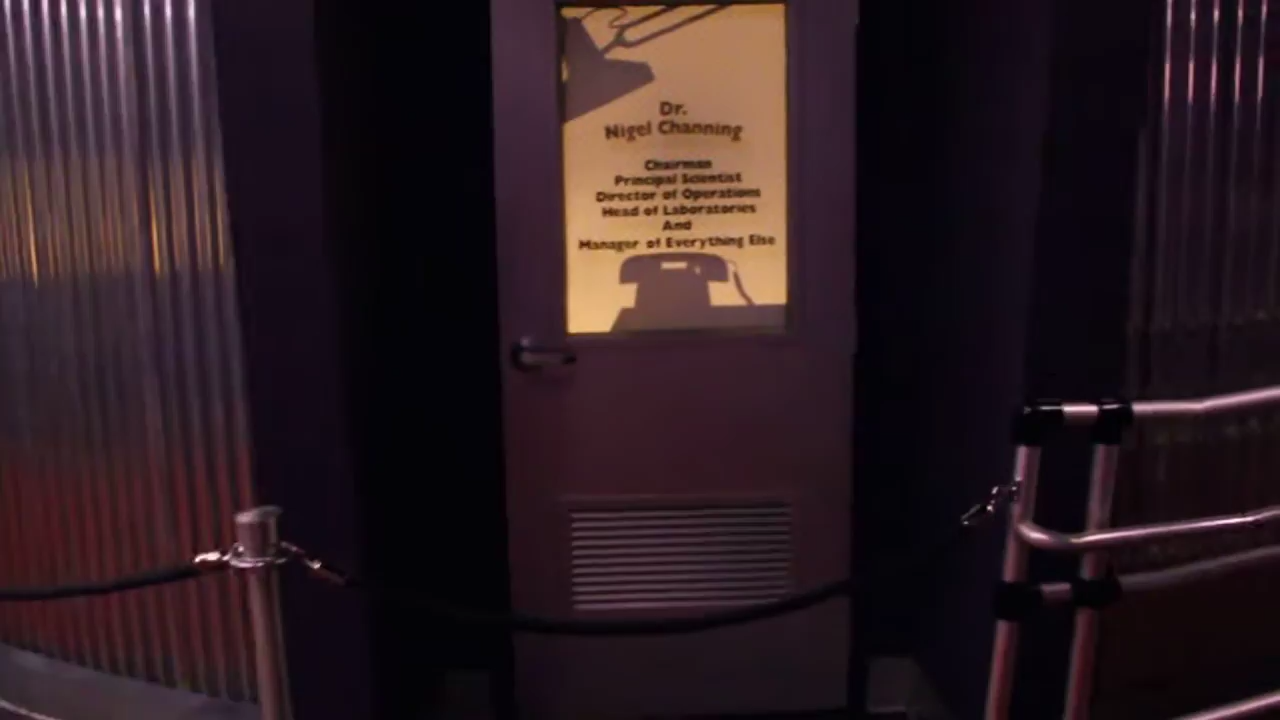 Dr.
Nigel Channing
Chairman
Principal Scientist
Director of Operations
Head of Laboratories
And
Manager of Everything Else